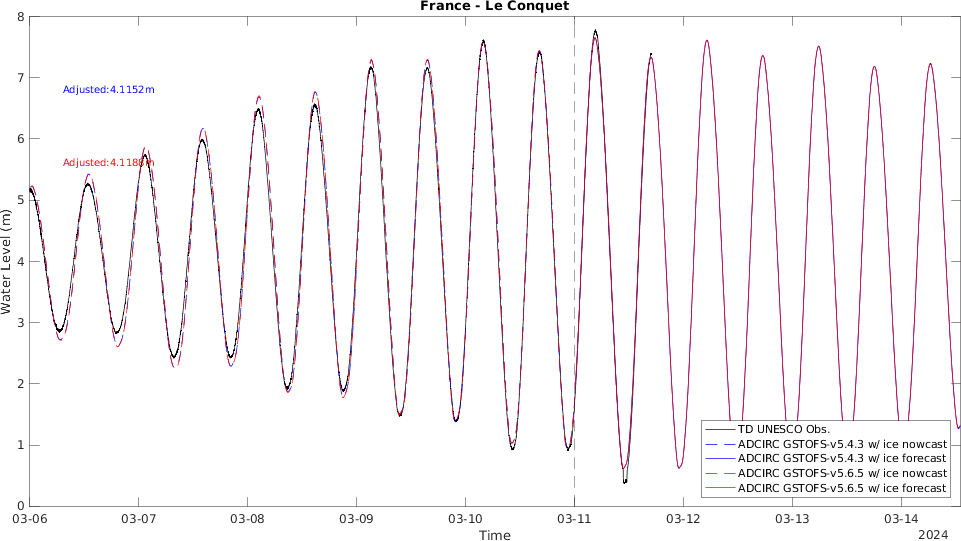 France - Le Conquet
8
7
6
5
4
3
2
1
0
Water Level (m)
Adjusted:4.1152m
Adjusted:4.1188m
TD UNESCO Obs.
ADCIRC GSTOFS-v5.4.3 w/ ice nowcast
ADCIRC GSTOFS-v5.4.3 w/ ice forecast
ADCIRC GSTOFS-v5.6.5 w/ ice nowcast
ADCIRC GSTOFS-v5.6.5 w/ ice forecast
03-06 03-07 03-08 03-09 03-10 03-11 03-12 03-13 03-14
Time
2024